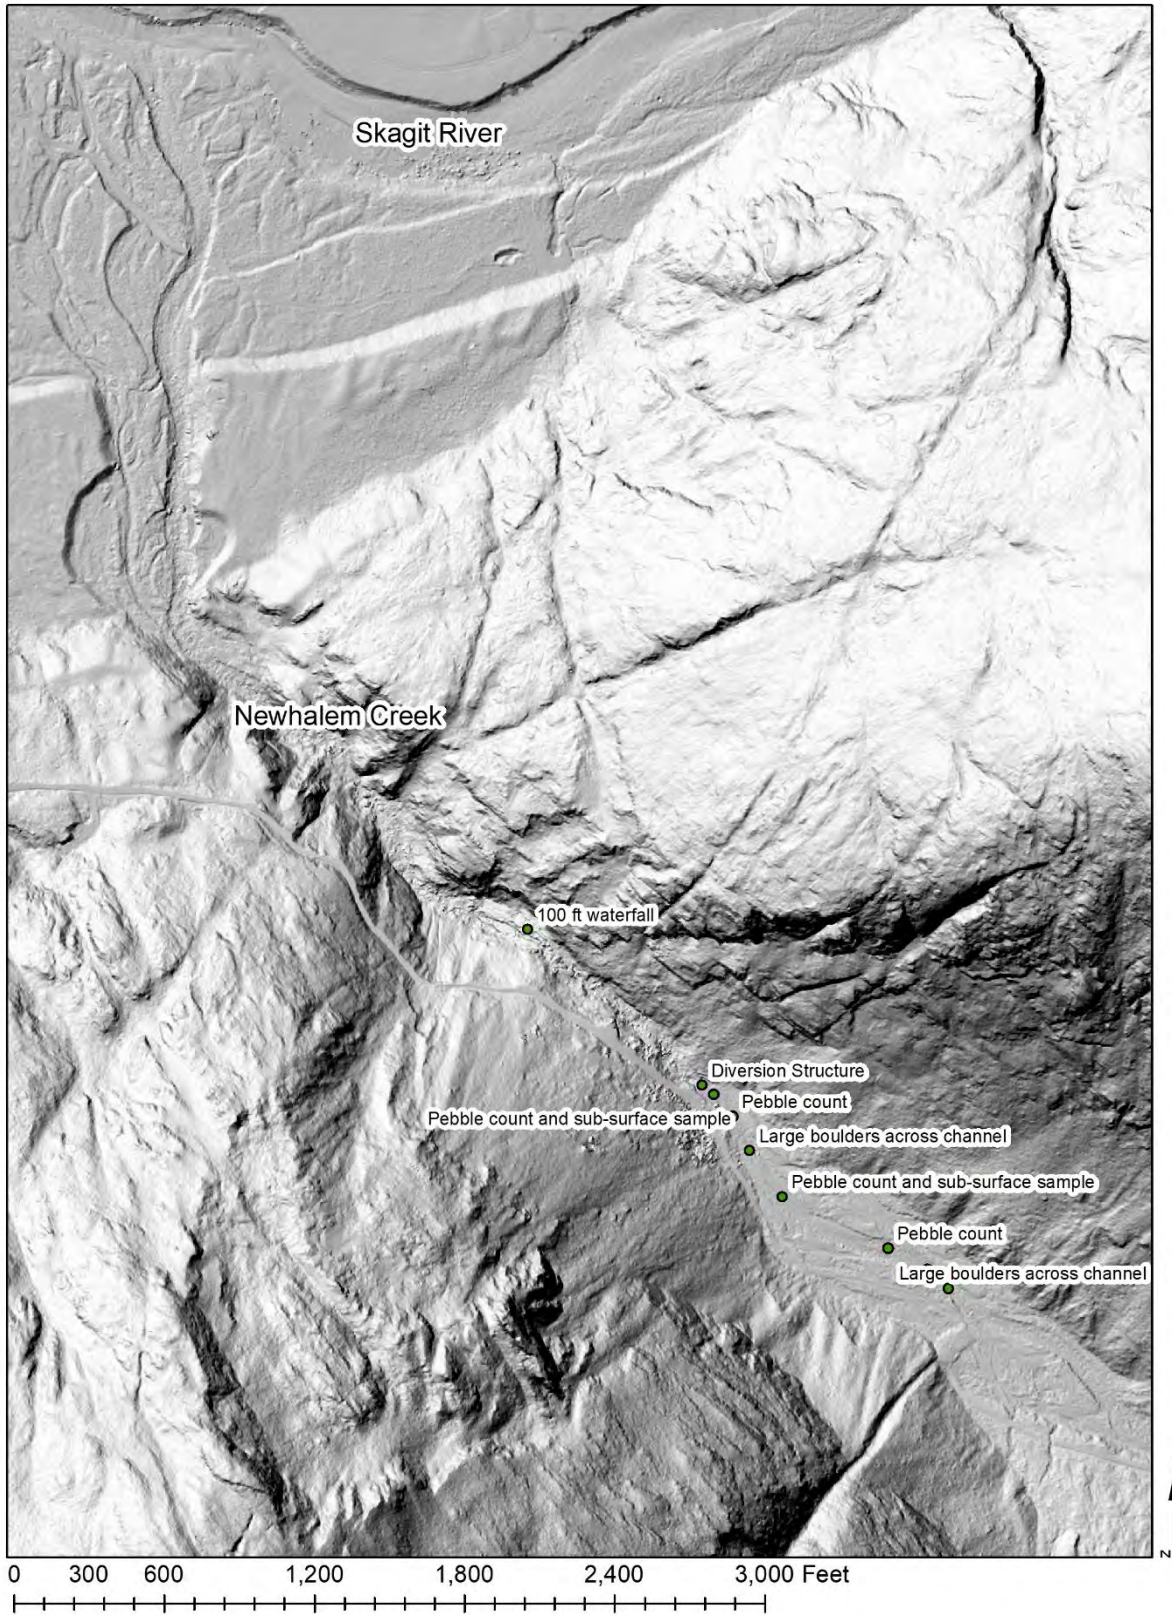 Skagit River
Newhalem Creek
100 ft waterfall
Diversion Structure
Pebble count
Pebble count and sub-surface sample
Large boulders across channel
Pebble count and sub-surface sample
Pebble count
Large boulders across channel
z
0 300 600 1,200 1,800 2,400 3,000 Feet